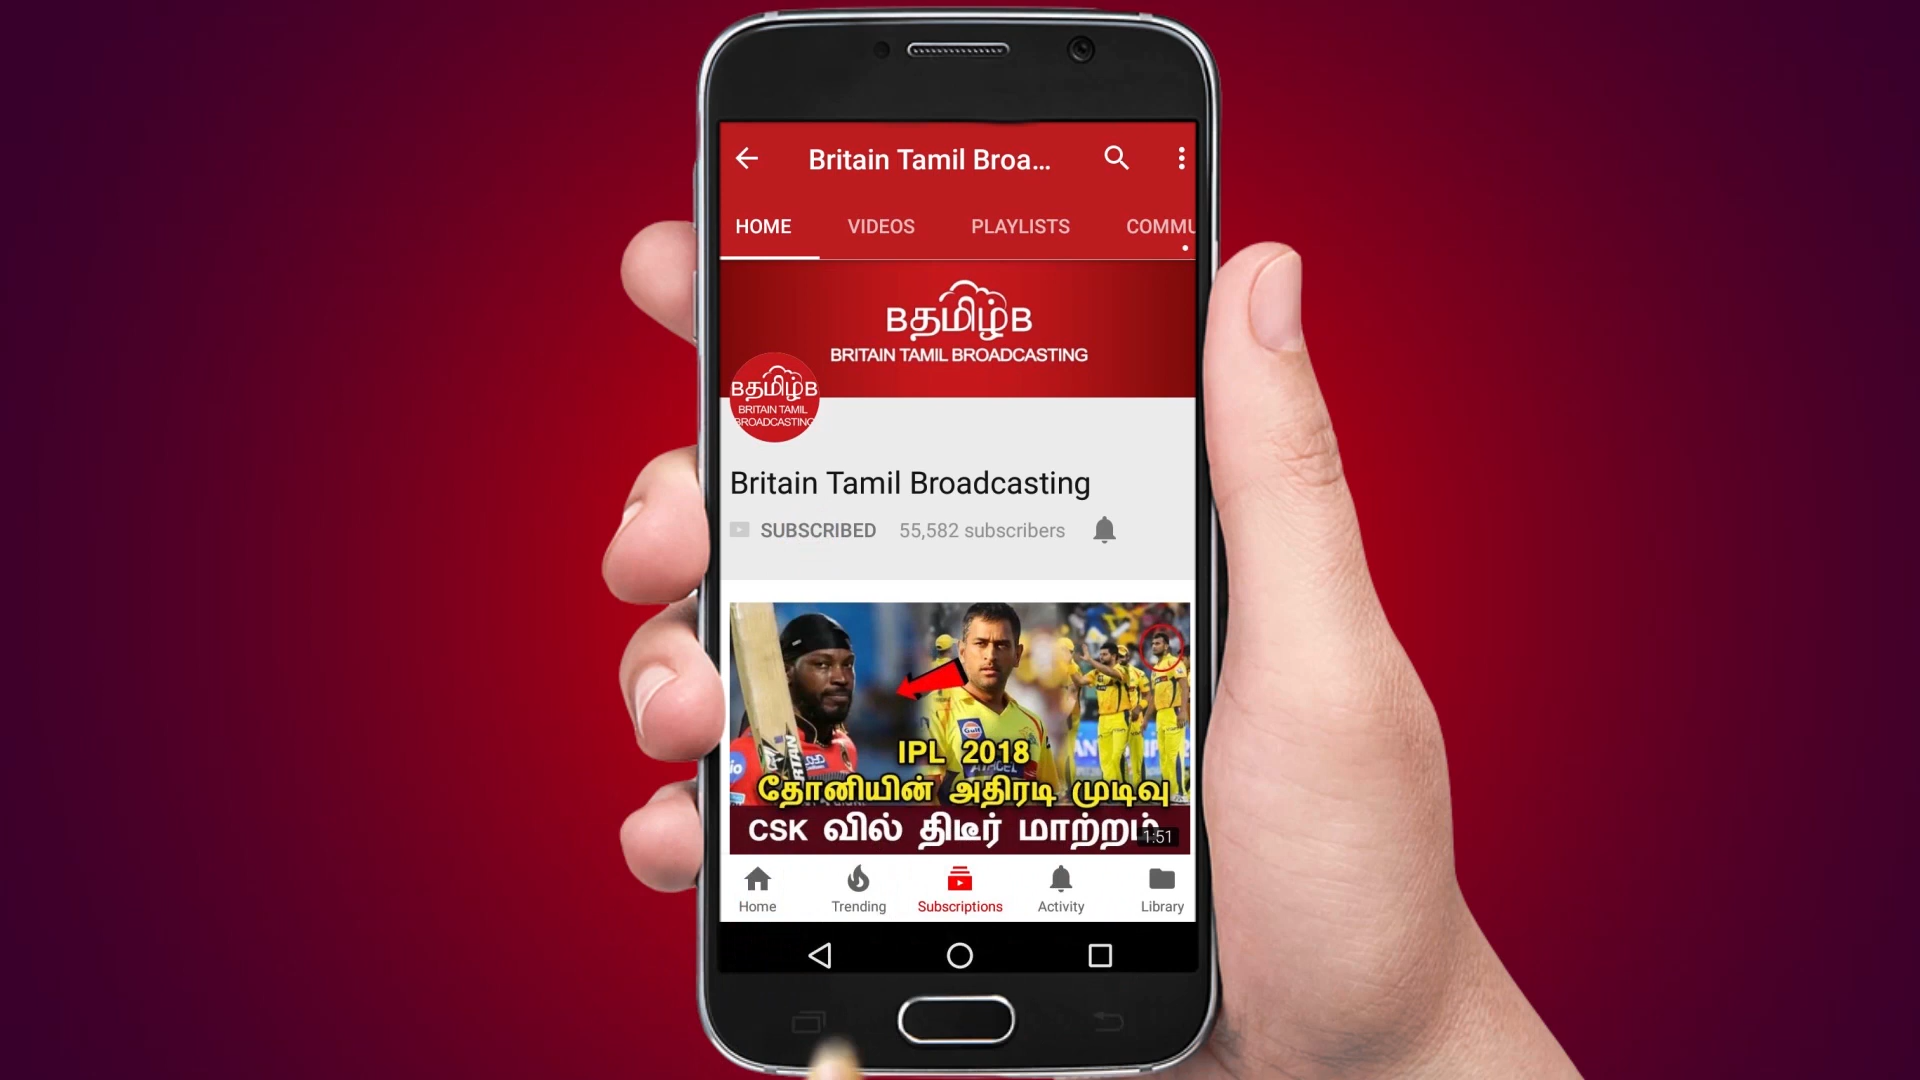 Britain Tamil Broa...
HOME VIDEOS PLAYLISTS COMMU
Bதமிழ்B
BRITAIN TAMIL BROADCASTING
Bதமிழ்B
BRITAIN TAMIL
BROADCASTING
Britain Tamil Broadcasting
SUBSCRIBED 55,582 subscribers
Gulf
IPL 2018
தோனியின் அதிரடி முடிவு
CSK வில் திடீர் மாற்றம்
1:51
Home Trending Subscriptions Activity Library